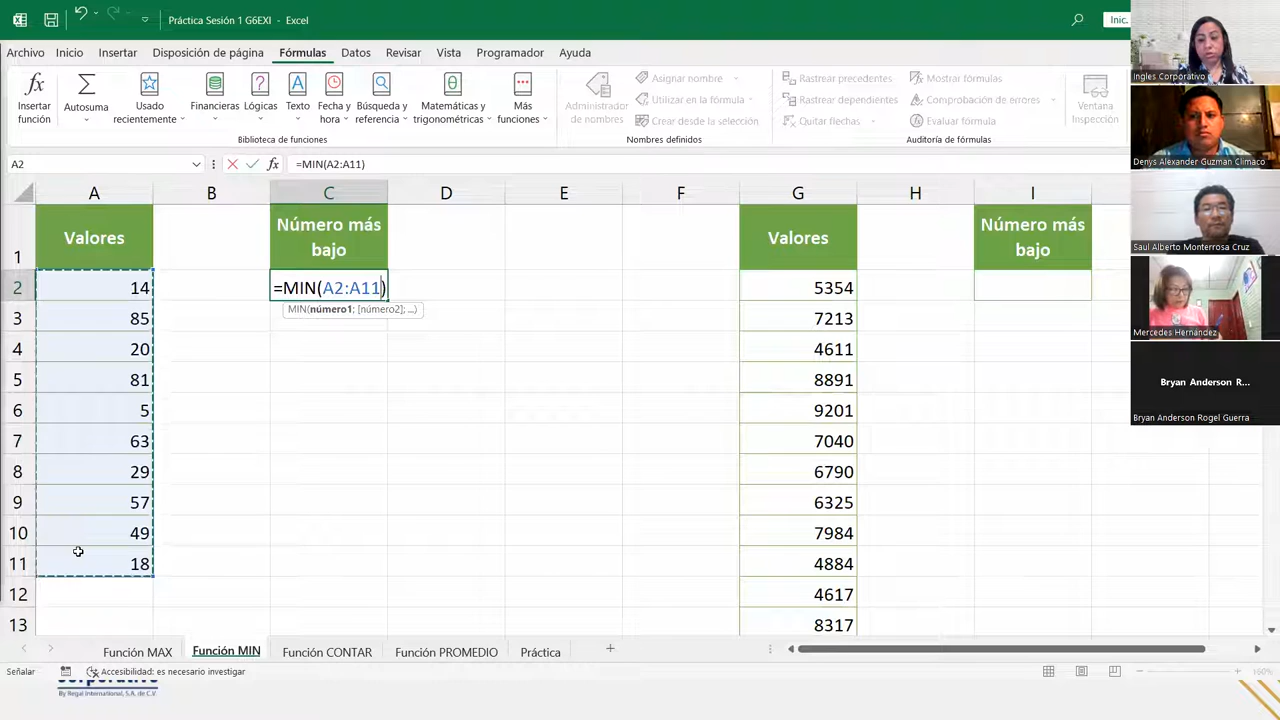 Práctica Sesión 1 G6EXI - Excel
Inic.
Archivo Inicio Insertar Disposición de página Fórmulas Datos Revisar Vista Programador Ayuda
Insertar función
Autosuma
Usado recientemente
Financieras
Lógicas
Texto
Fecha y hora
Búsqueda y referencia
Matemáticas y trigonométricas
Más funciones
Biblioteca de funciones
Administrador de nombres
Asignar nombre
Utilizar en la fórmula
Crear desde la selección
Nombres definidos
Rastrear precedentes
Rastrear dependientes
Quitar flechas
Mostrar fórmulas
Comprobación de errores
Evaluar fórmula
Auditoría de fórmulas
Ventana Inspección
A2
fx
=MIN(A2:A11)
A B C D E F G H I
1 Valores Número más bajo Valores Número más bajo
2 14 =MIN(A2:A11) 5354
MIN(número1; [número2]; ...)
3 85 7213
4 20 4611
5 81 8891
6 5 9201
7 63 7040
8 29 6790
9 57 6325
10 49 7984
11 18 4884
12 4617
13 8317
Función MAX Función MIN Función CONTAR Función PROMEDIO Práctica
Señalar
Accesibilidad: es necesario investigar
160%
Corporativo
By Regal International, S.A. de C.V.
Ingles Corporativo
Denys Alexander Guzman Climaco
Saul Alberto Monterrosa Cruz
Mercedes Hernández
Bryan Anderson R...
Bryan Anderson Rogel Guerra